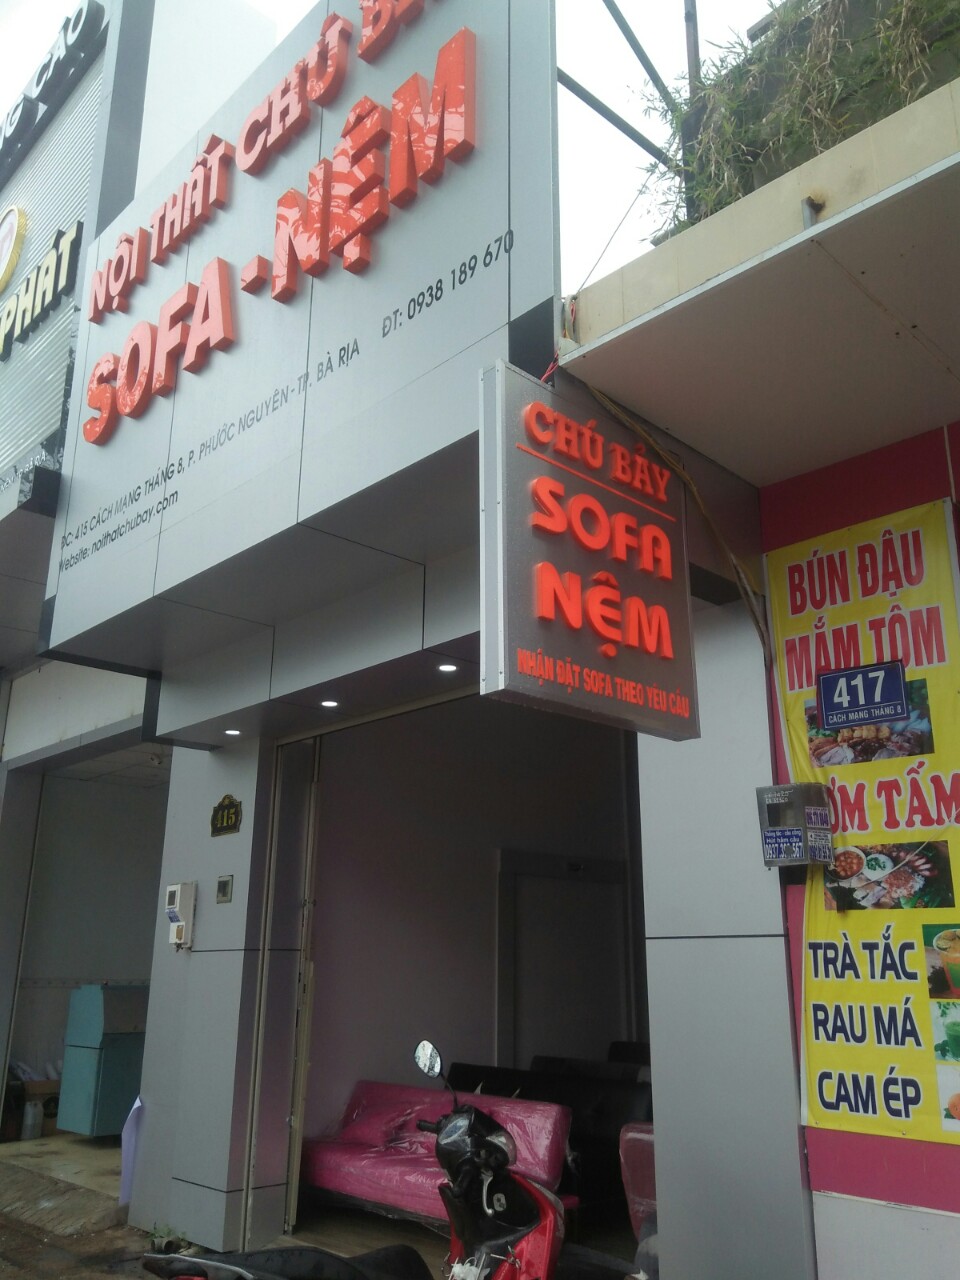 PHÁT
NỘI THẤT CHÚ
SOFA - NỆM
ĐC: 415 CÁCH MẠNG THÁNG 8, P. PHƯỚC NGUYÊN - TP. BÀ RỊA ĐT: 0938 189 670
Website: noithatchubay.com
CHÚ BẢY
SOFA
NỆM
NHẬN ĐẶT SOFA THEO YÊU CẦU
415
BÚN ĐẬU
MẮM TÔM
417
CÁCH MẠNG THÁNG 8
TẤM
TRÀ TẮC
RAU MÁ
CAM ÉP